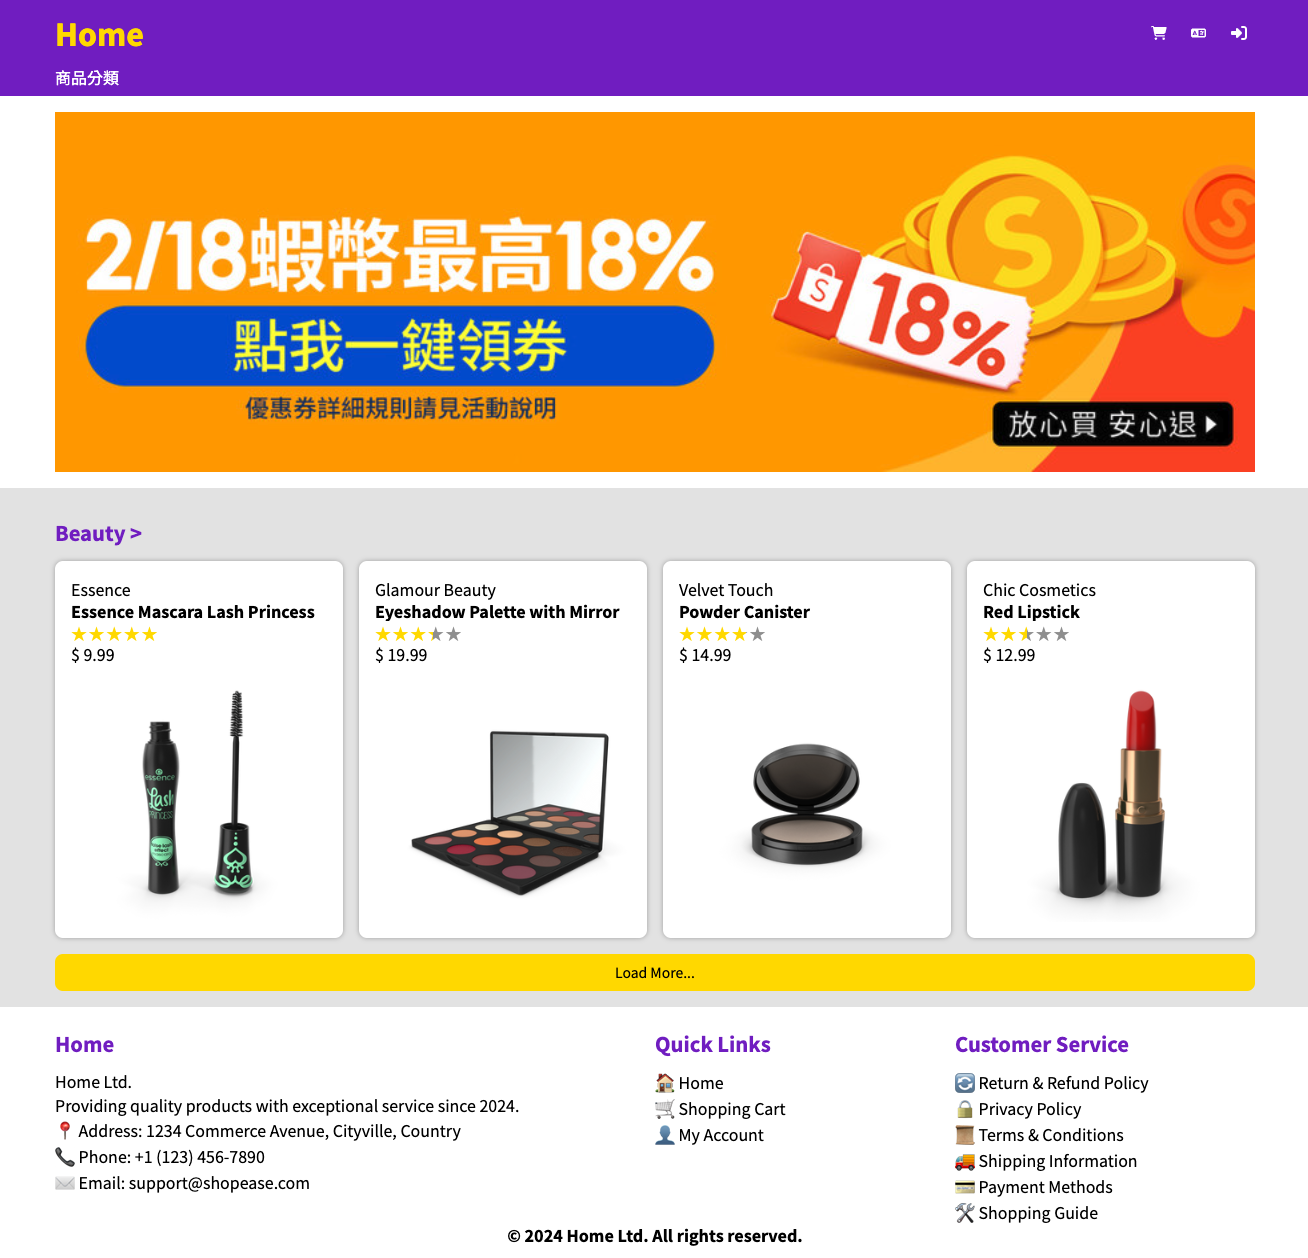 Home
商品分類
2/18蝦幣最高18%
點我一鍵領券
優惠券詳細規則請見活動說明
S
S
S
18%
放心買 安心退
Beauty >
Essence
Essence Mascara Lash Princess
$ 9.99
Glamour Beauty
Eyeshadow Palette with Mirror
$ 19.99
Velvet Touch
Powder Canister
$ 14.99
Chic Cosmetics
Red Lipstick
$ 12.99
essence
Lash
PRINCESS
Load More...
Home
Home Ltd.
Providing quality products with exceptional service since 2024.
Address: 1234 Commerce Avenue, Cityville, Country
Phone: +1 (123) 456-7890
Email: support@shopease.com
Quick Links
Home
Shopping Cart
My Account
Customer Service
Return & Refund Policy
Privacy Policy
Terms & Conditions
Shipping Information
Payment Methods
Shopping Guide
© 2024 Home Ltd. All rights reserved.